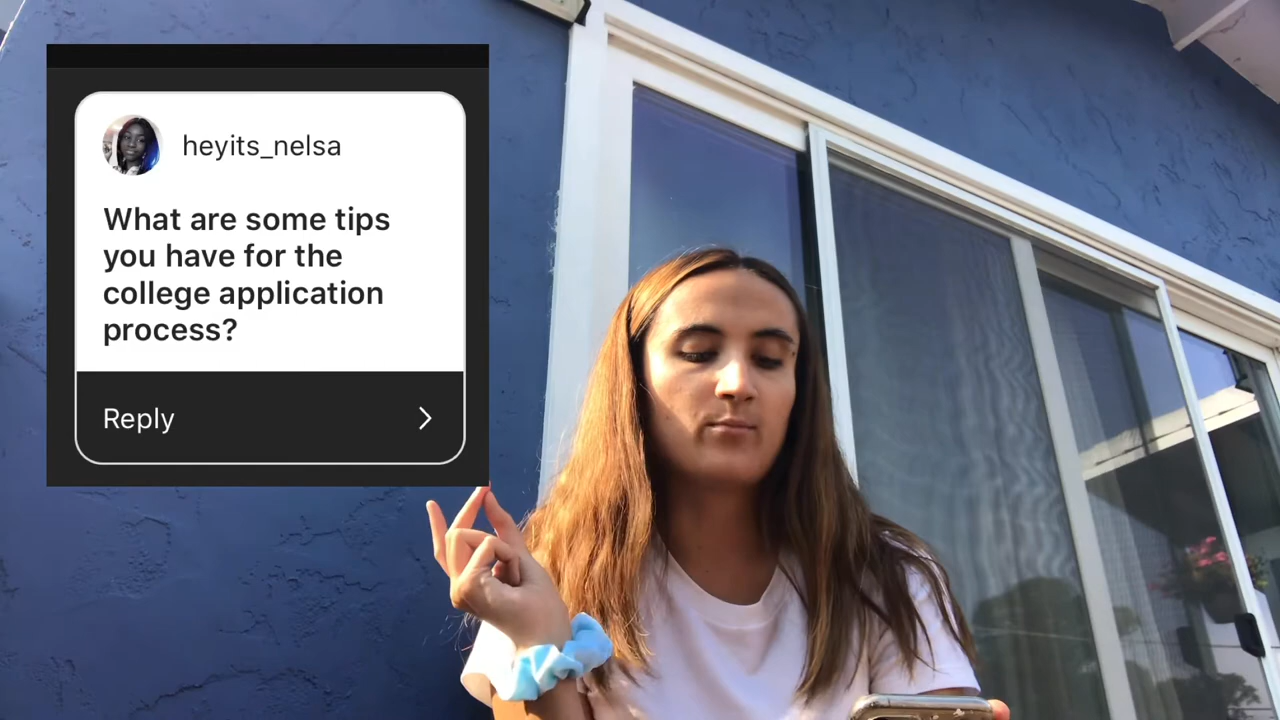 heyits_nelsa
What are some tips
you have for the
college application
process?
Reply